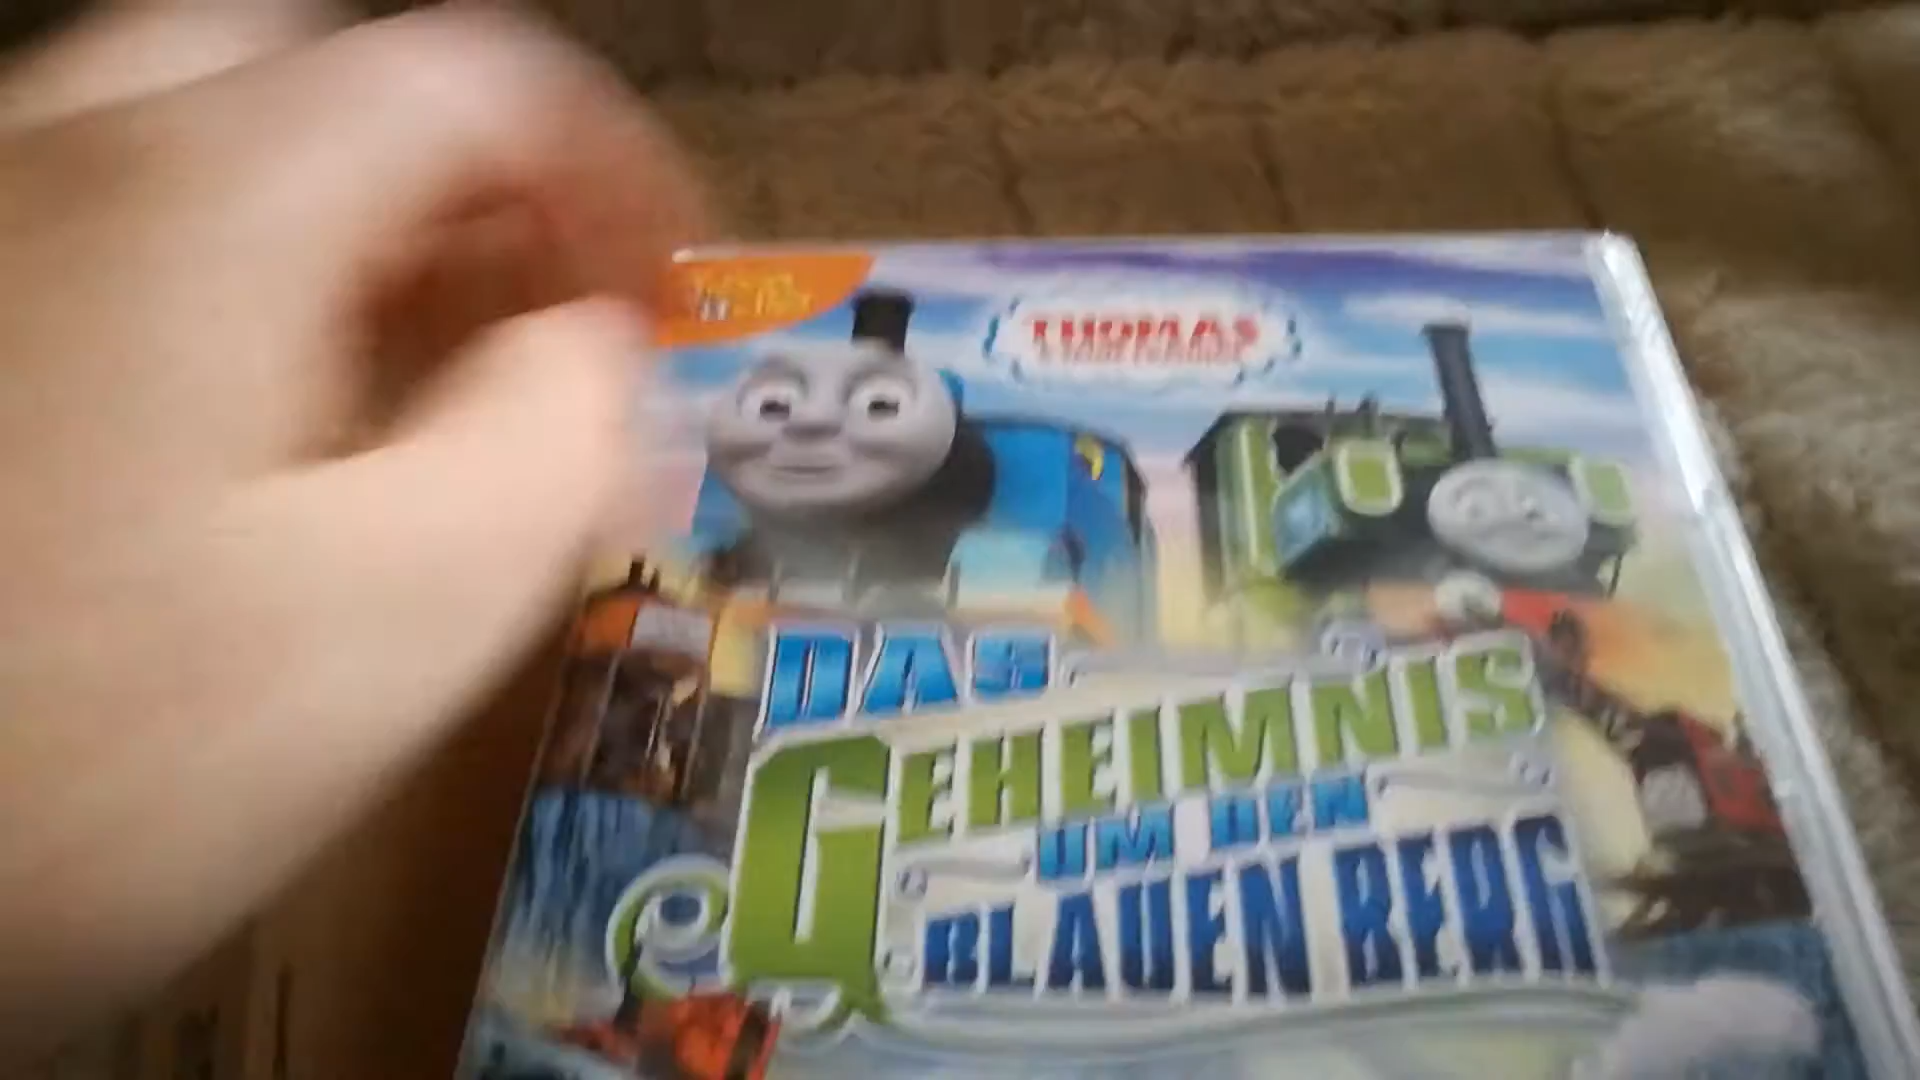 THOMAS
DAS
GEHEIMNIS
UM DEN
BLAUEN BERG